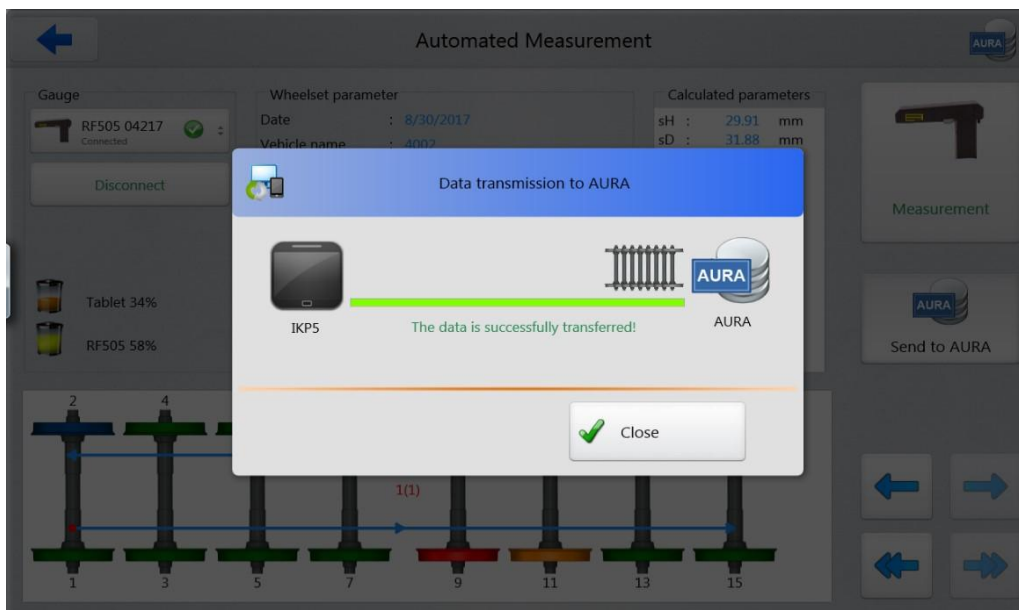 Automated Measurement
AURA
Gauge
Wheelset parameter
Calculated parameters
RF505 04217
Connected
Date : 8/30/2017
sH : 29.91 mm
Vehicle name : 4002
sD : 31.88 mm
Disconnect
Data transmission to AURA
Measurement
AURA
IKP5
The data is successfully transferred!
AURA
Tablet 34%
RF505 58%
AURA
Send to AURA
Close
2 4
1(1)
1 3 5 7 9 11 13 15